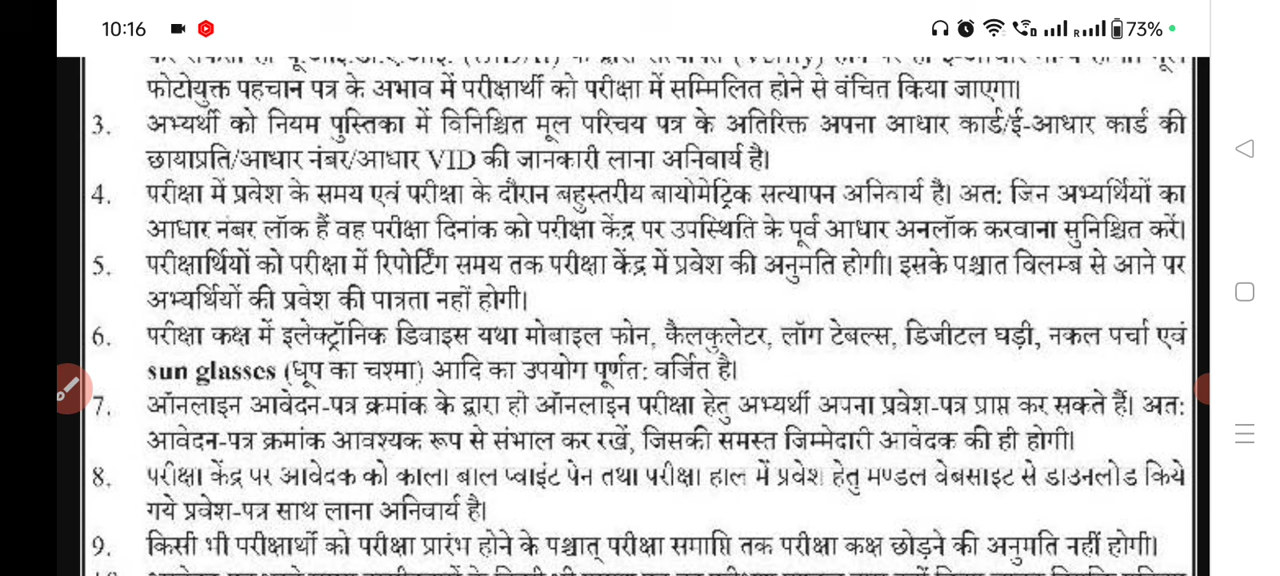 10:16 73%
फोटोयुक्त पहचान पत्र के अभाव में परीक्षार्थी को परीक्षा में सम्मिलित होने से वंचित किया जाएगा।
3. अभ्यर्थी को नियम पुस्तिका में विनिश्चित मूल परिचय पत्र के अतिरिक्त अपना आधार कार्ड/ई-आधार कार्ड की
छायाप्रति/आधार नंबर/आधार VID की जानकारी लाना अनिवार्य है।
4. परीक्षा में प्रवेश के समय एवं परीक्षा के दौरान बहुस्तरीय बायोमेट्रिक सत्यापन अनिवार्य है। अत: जिन अभ्यर्थियों का
आधार नंबर लॉक हैं वह परीक्षा दिनांक को परीक्षा केंद्र पर उपस्थिति के पूर्व आधार अनलॉक करवाना सुनिश्चित करें।
5. परीक्षार्थियों को परीक्षा में रिपोर्टिंग समय तक परीक्षा केंद्र में प्रवेश की अनुमति होगी। इसके पश्चात विलम्ब से आने पर
अभ्यर्थियों की प्रवेश की पात्रता नहीं होगी।
6. परीक्षा कक्ष में इलेक्ट्रॉनिक डिवाइस यथा मोबाइल फोन, कैलकुलेटर, लॉग टेबल्स, डिजीटल घड़ी, नकल पर्चा एवं
sun glasses (धूप का चश्मा) आदि का उपयोग पूर्णत: वर्जित है।
7. ऑनलाइन आवेदन-पत्र क्रमांक के द्वारा ही ऑनलाइन परीक्षा हेतु अभ्यर्थी अपना प्रवेश-पत्र प्राप्त कर सकते हैं। अत:
आवेदन-पत्र क्रमांक आवश्यक रूप से संभाल कर रखें, जिसकी समस्त जिम्मेदारी आवेदक की ही होगी।
8. परीक्षा केंद्र पर आवेदक को काला बाल प्वाइंट पेन तथा परीक्षा हाल में प्रवेश हेतु मण्डल वेबसाइट से डाउनलोड किये
गये प्रवेश-पत्र साथ लाना अनिवार्य है।
9. किसी भी परीक्षार्थी को परीक्षा प्रारंभ होने के पश्चात् परीक्षा समाप्ति तक परीक्षा कक्ष छोड़ने की अनुमति नहीं होगी।